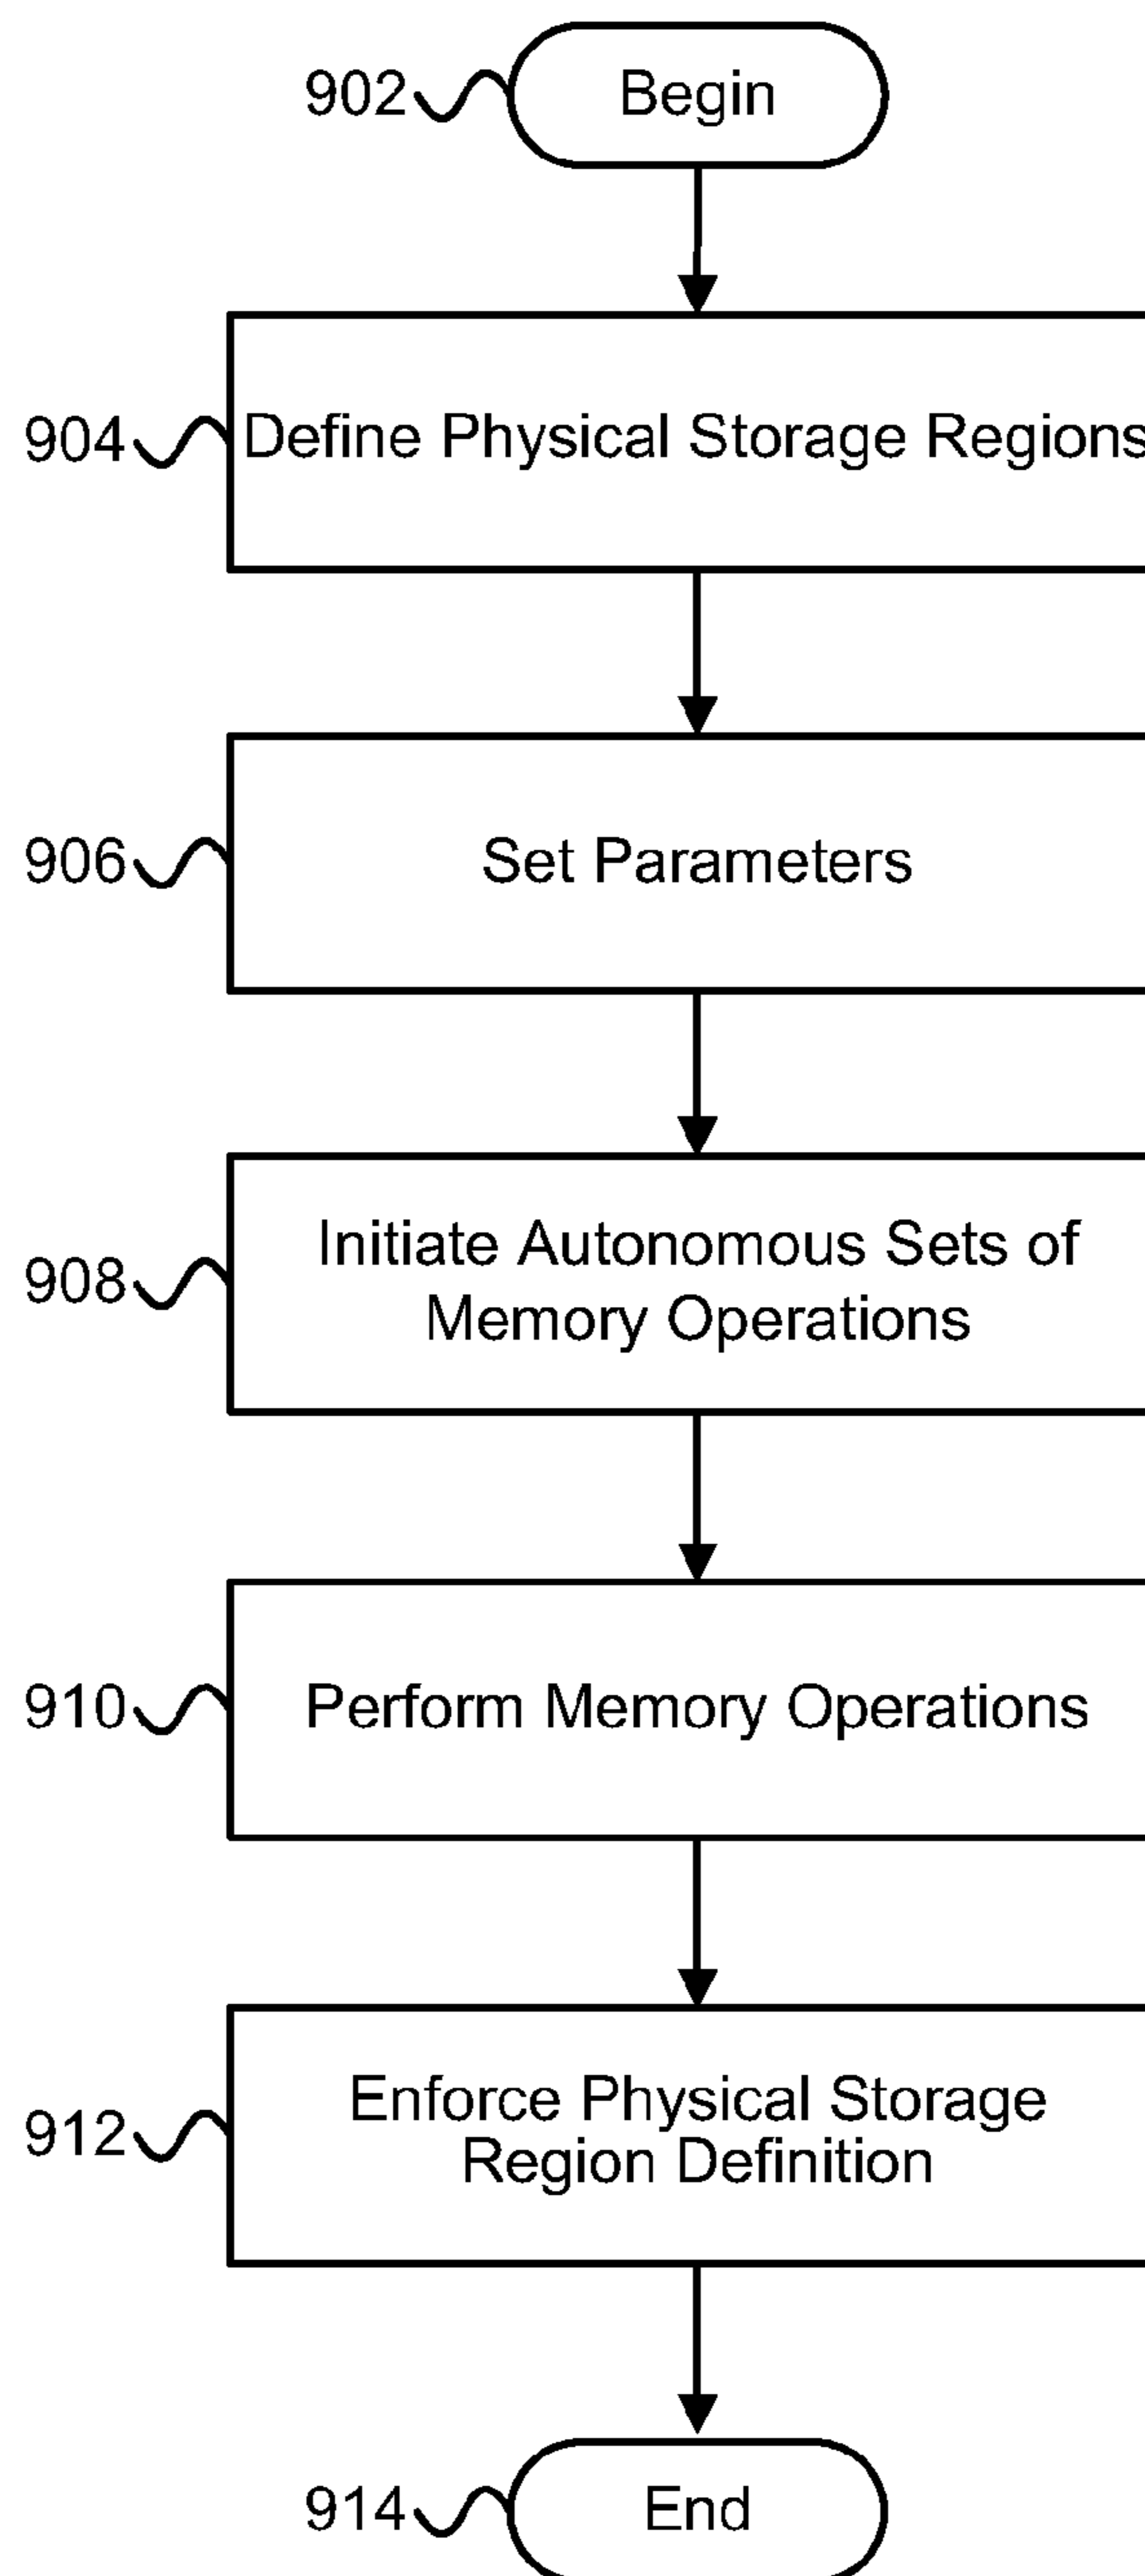 902 Begin
904 Define Physical Storage Regions
906 Set Parameters
908 Initiate Autonomous Sets of
Memory Operations
910 Perform Memory Operations
912 Enforce Physical Storage
Region Definition
914 End